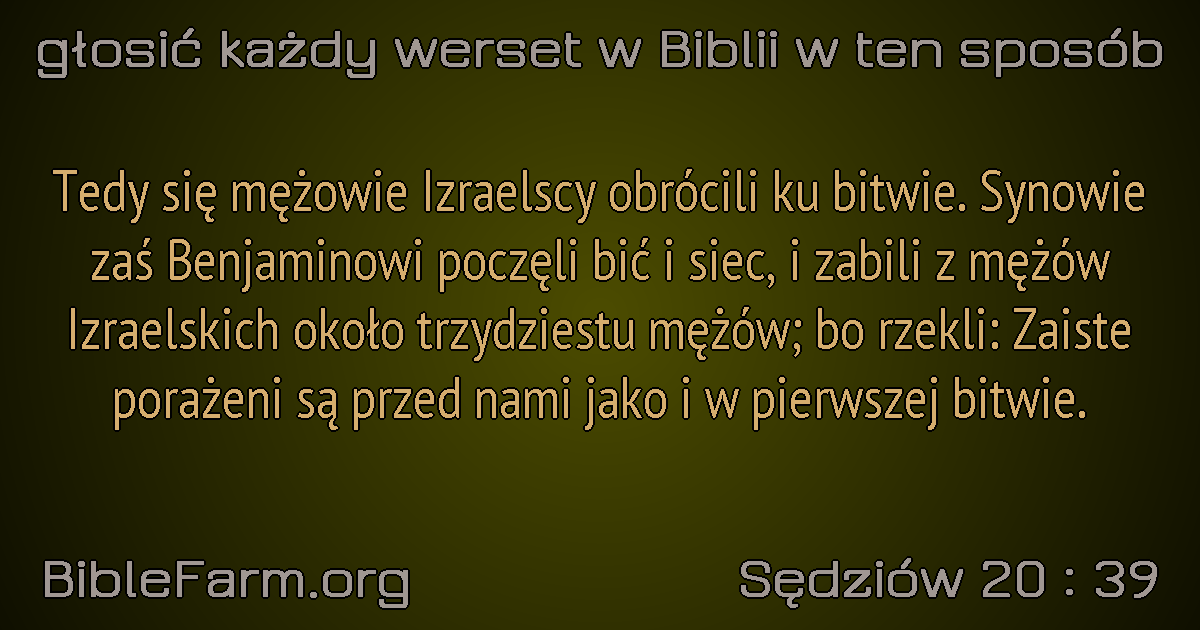 głosić każdy werset w Biblii w ten sposób
Tedy się mężowie Izraelscy obrócili ku bitwie. Synowie
zaś Benjaminowi poczęli bić i siec, i zabili z mężów
Izraelskich około trzydziestu mężów; bo rzekli: Zaiste
porażeni są przed nami jako i w pierwszej bitwie.
BibleFarm.org
Sędziów 20 : 39